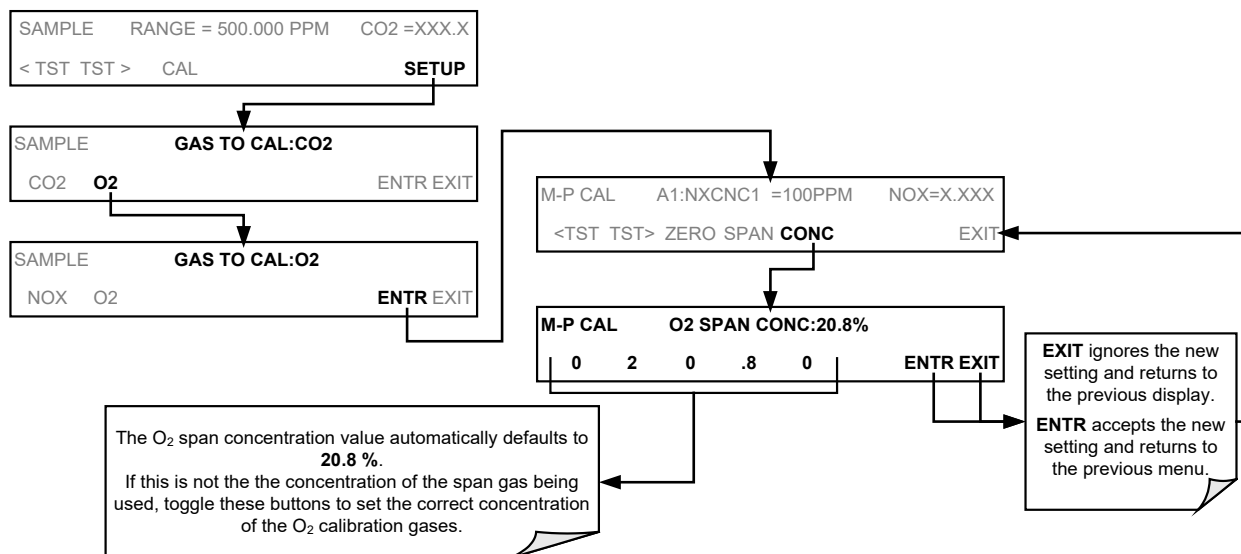 SAMPLE RANGE = 500.000 PPM CO2 =XXX.X
< TST TST > CAL SETUP
SAMPLE GAS TO CAL:CO2
CO2 O2 ENTR EXIT
SAMPLE GAS TO CAL:O2
NOX O2 ENTR EXIT
M-P CAL A1:NXCNC1 =100PPM NOX=X.XXX
<TST TST> ZERO SPAN CONC EXIT
M-P CAL O2 SPAN CONC:20.8%
0 2 0 .8 0 ENTR EXIT
EXIT ignores the new
setting and returns to
the previous display.
ENTR accepts the new
setting and returns to
the previous menu.
The O₂ span concentration value automatically defaults to
20.8 %.
If this is not the the concentration of the span gas being
used, toggle these buttons to set the correct concentration
of the O₂ calibration gases.